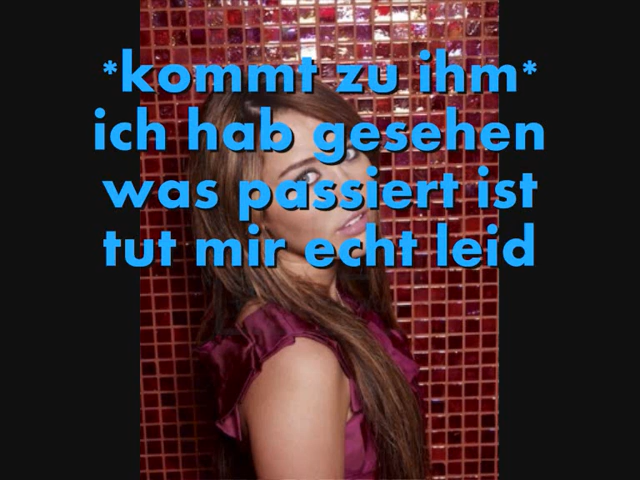 *kommt zu ihm*
ich hab gesehen
was passiert ist
tut mir echt leid